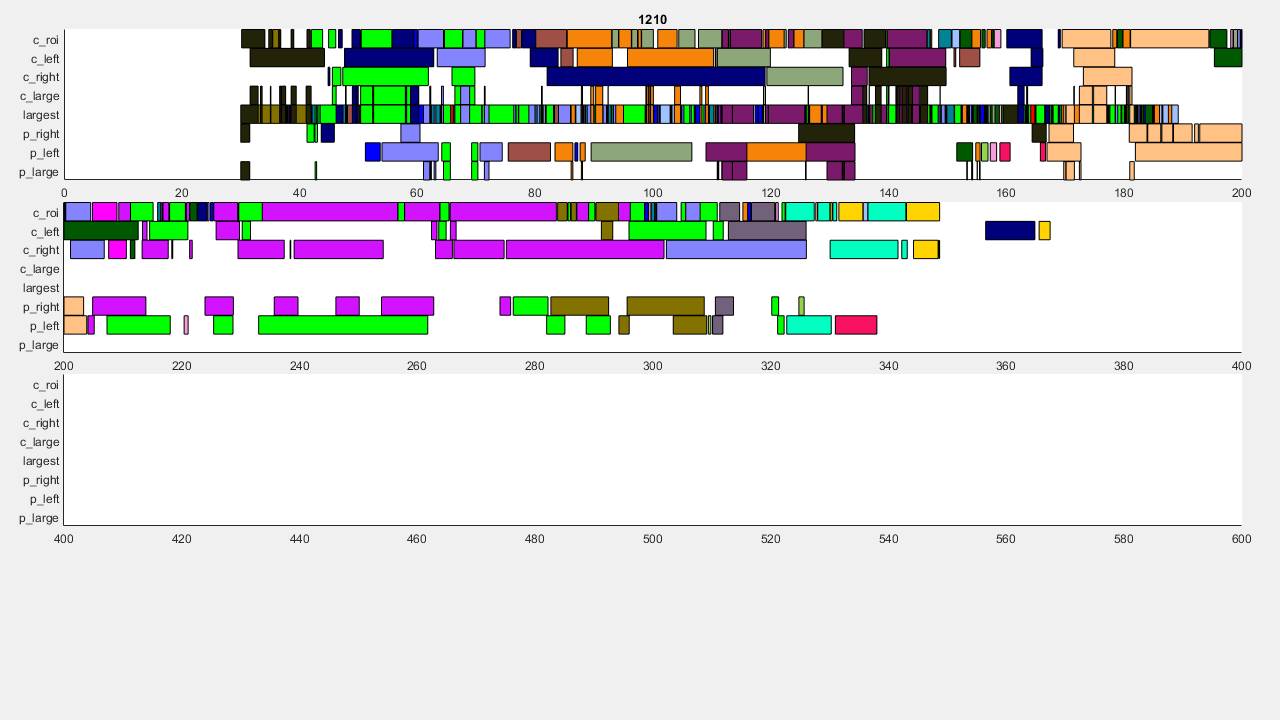 1210
c_roi
c_left
c_right
c_large
largest
p_right
p_left
p_large
0 20 40 60 80 100 120 140 160 180 200
c_roi
c_left
c_right
c_large
largest
p_right
p_left
p_large
200 220 240 260 280 300 320 340 360 380 400
c_roi
c_left
c_right
c_large
largest
p_right
p_left
p_large
400 420 440 460 480 500 520 540 560 580 600